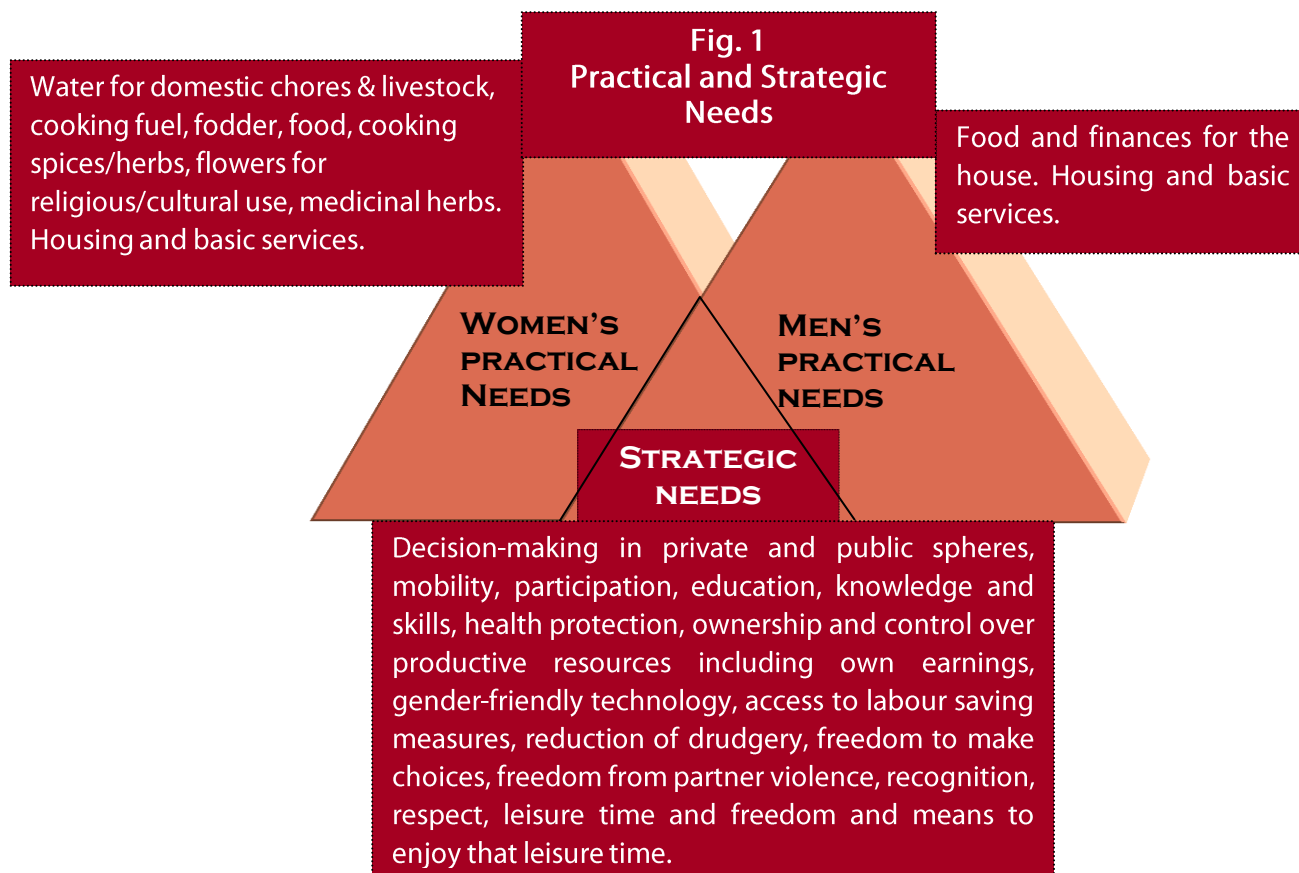 Fig. 1
Practical and Strategic
Needs
Water for domestic chores & livestock,
cooking fuel, fodder, food, cooking
spices/herbs, flowers for
religious/cultural use, medicinal herbs.
Housing and basic services.
Food and finances for the
house. Housing and basic
services.
WOMEN'S
PRACTICAL
NEEDS
MEN'S
PRACTICAL
NEEDS
STRATEGIC
NEEDS
Decision-making in private and public spheres,
mobility, participation, education, knowledge and
skills, health protection, ownership and control over
productive resources including own earnings,
gender-friendly technology, access to labour saving
measures, reduction of drudgery, freedom to make
choices, freedom from partner violence, recognition,
respect, leisure time and freedom and means to
enjoy that leisure time.